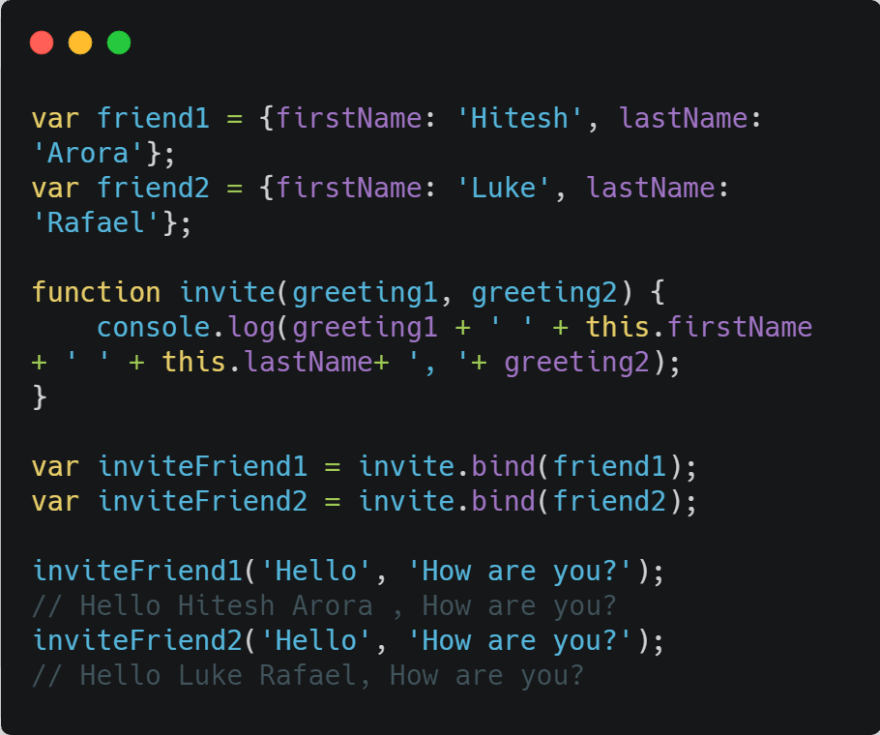 var friend1 = {firstName: 'Hitesh', lastName:
'Arora'};
var friend2 = {firstName: 'Luke', lastName:
'Rafael'};
function invite(greeting1, greeting2) {
    console.log(greeting1 + ' ' + this.firstName
+ ' ' + this.lastName+ ', '+ greeting2);
}
var inviteFriend1 = invite.bind(friend1);
var inviteFriend2 = invite.bind(friend2);
inviteFriend1('Hello', 'How are you?');
// Hello Hitesh Arora , How are you?
inviteFriend2('Hello', 'How are you?');
// Hello Luke Rafael, How are you?